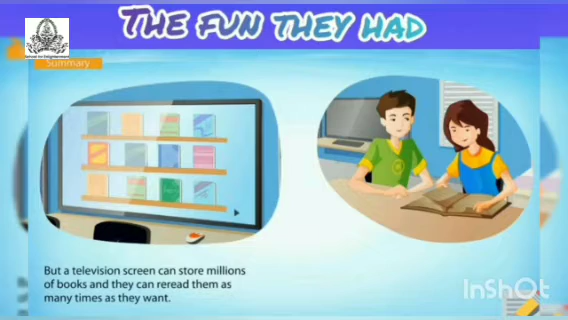 THE FUN THEY HAD
Summary
But a television screen can store millions
of books and they can reread them as
many times as they want.
InShOt